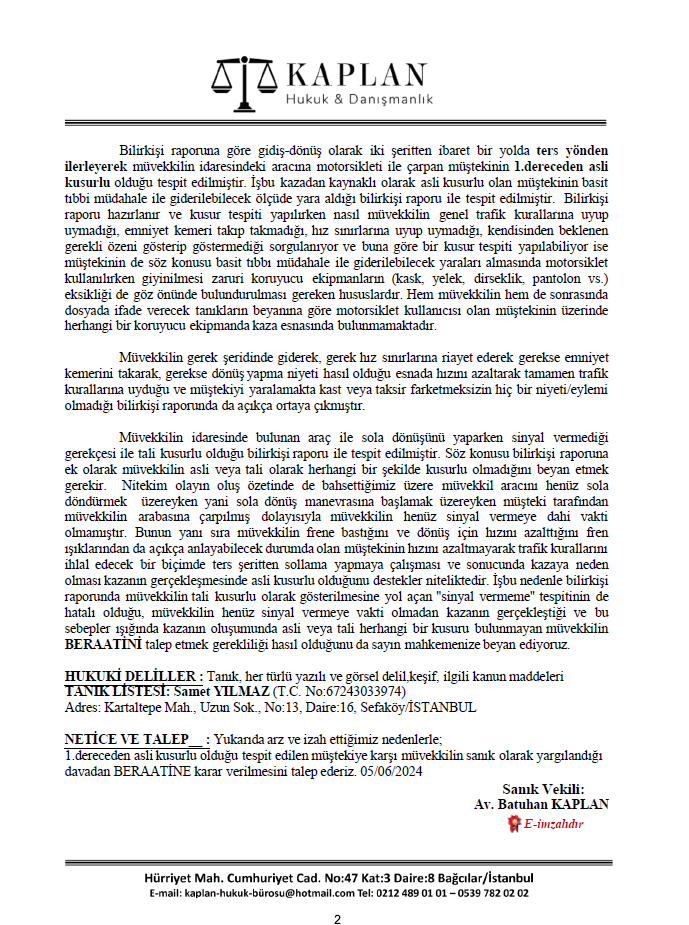 KAPLAN
Hukuk & Danışmanlık
Bilirkişi raporuna göre gidiş-dönüş olarak iki şeritten ibaret bir yolda ters yönden
ilerleyerek müvekkilin idaresindeki aracına motorsikleti ile çarpan müştekinin 1.dereceden asli
kusurlu olduğu tespit edilmiştir. İşbu kazadan kaynaklı olarak asli kusurlu olan müştekinin basit
tıbbi müdahale ile giderilebilecek ölçüde yara aldığı bilirkişi raporu ile tespit edilmiştir. Bilirkişi
raporu hazırlanır ve kusur tespiti yapılırken nasıl müvekkilin genel trafik kurallarına uyup
uymadığı, emniyet kemeri takıp takmadığı, hız sınırlarına uyup uymadığı, kendisinden beklenen
gerekli özeni gösterip göstermediği sorgulanıyor ve buna göre bir kusur tespiti yapılabiliyor ise
müştekinin de söz konusu basit tıbbı müdahale ile giderilebilecek yaraları almasında motorsiklet
kullanılırken giyinilmesi zaruri koruyucu ekipmanların (kask, yelek, dirseklik, pantolon vs.)
eksikliği de göz önünde bulundurulması gereken hususlardır. Hem müvekkilin hem de sonrasında
dosyada ifade verecek tanıkların beyanına göre motorsiklet kullanıcısı olan müştekinin üzerinde
herhangi bir koruyucu ekipmanda kaza esnasında bulunmamaktadır.
Müvekkilin gerek şeridinde giderek, gerek hız sınırlarına riayet ederek gerekse emniyet
kemerini takarak, gerekse dönüş yapma niyeti hasıl olduğu esnada hızını azaltarak tamamen trafik
kurallarına uyduğu ve müştekiyi yaralamakta kast veya taksir farketmeksizin hiç bir niyeti/eylemi
olmadığı bilirkişi raporunda da açıkça ortaya çıkmıştır.
Müvekkilin idaresinde bulunan araç ile sola dönüşünü yaparken sinyal vermediği
gerekçesi ile tali kusurlu olduğu bilirkişi raporu ile tespit edilmiştir. Söz konusu bilirkişi raporuna
ek olarak müvekkilin asli veya tali olarak herhangi bir şekilde kusurlu olmadığını beyan etmek
gerekir. Nitekim olayın oluş özetinde de bahsettiğimiz üzere müvekkil aracını henüz sola
döndürmek üzereyken yani sola dönüş manevrasına başlamak üzereyken müşteki tarafından
müvekkilin arabasına çarpılmış dolayısıyla müvekkilin henüz sinyal vermeye dahi vakti
olmamıştır. Bunun yanı sıra müvekkilin frene bastığını ve dönüş için hızını azalttığını fren
ışıklarından da açıkça anlayabilecek durumda olan müştekinin hızını azaltmayarak trafik kurallarını
ihlal edecek bir biçimde ters şeritten sollama yapmaya çalışması ve sonucunda kazaya neden
olması kazanın gerçekleşmesinde asli kusurlu olduğunu destekler niteliktedir. İşbu nedenle bilirkişi
raporunda müvekkilin tali kusurlu olarak gösterilmesine yol açan "sinyal vermeme" tespitinin de
hatalı olduğu, müvekkilin henüz sinyal vermeye vakti olmadan kazanın gerçekleştiği ve bu
sebepler ışığında kazanın oluşumunda asli veya tali herhangi bir kusuru bulunmayan müvekkilin
BERAATİNİ talep etmek gerekliliği hasıl olduğunu da sayın mahkemenize beyan ediyoruz.
HUKUKİ DELİLLER : Tanık, her türlü yazılı ve görsel delil,keşif, ilgili kanun maddeleri
TANIK LİSTESİ: Samet YILMAZ (T.C. No:67243033974)
Adres: Kartaltepe Mah., Uzun Sok., No:13, Daire:16, Sefaköy/İSTANBUL
NETİCE VE TALEP__ : Yukarıda arz ve izah ettiğimiz nedenlerle;
1.dereceden asli kusurlu olduğu tespit edilen müştekiye karşı müvekkilin sanık olarak yargılandığı
davadan BERAATİNE karar verilmesini talep ederiz. 05/06/2024
Sanık Vekili:
Av. Batuhan KAPLAN
E-imzalıdır
Hürriyet Mah. Cumhuriyet Cad. No:47 Kat:3 Daire:8 Bağcılar/İstanbul
E-mail: kaplan-hukuk-bürosu@hotmail.com Tel: 0212 489 01 01 – 0539 782 02 02
2